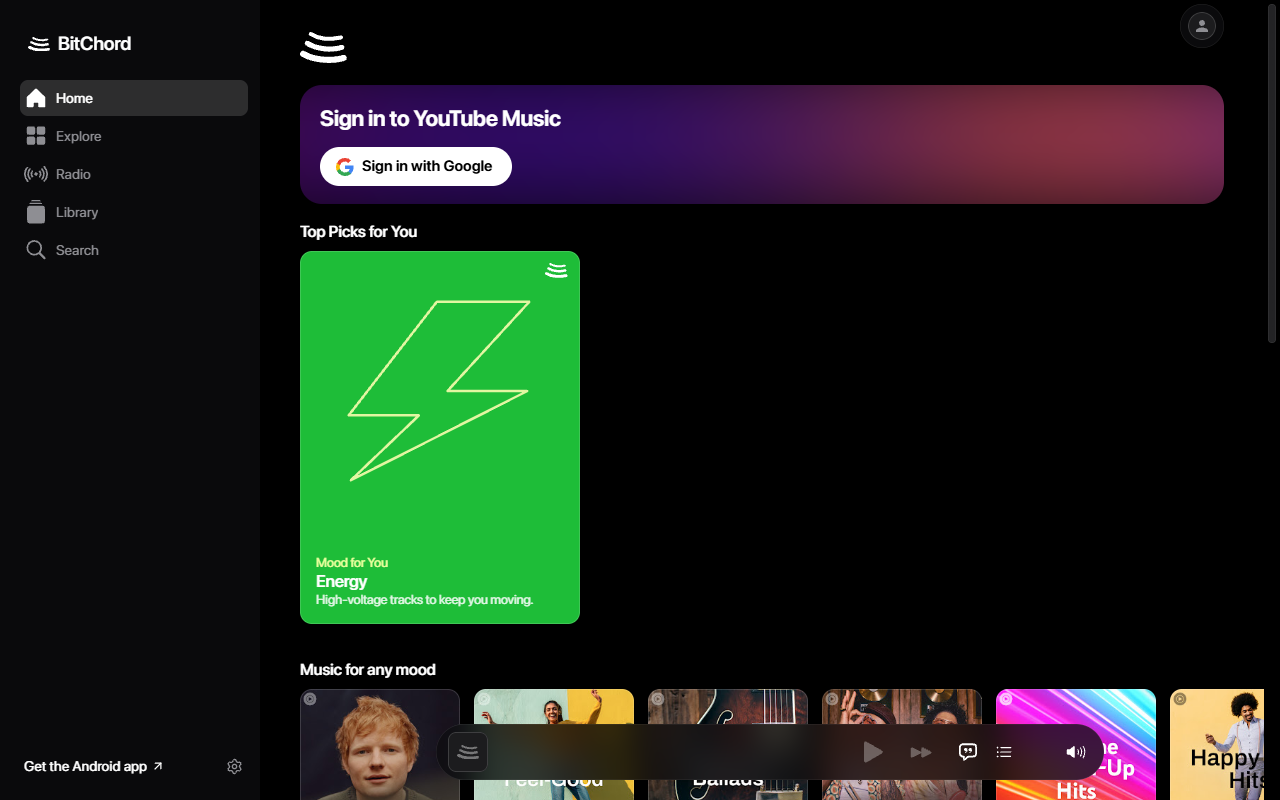 BitChord
Home
Explore
Radio
Library
Search
Get the Android app
Sign in to YouTube Music
Sign in with Google
Top Picks for You
Mood for You
Energy
High-voltage tracks to keep you moving.
Music for any mood
Feel Good
Ballads
Hits
Happy
Hits